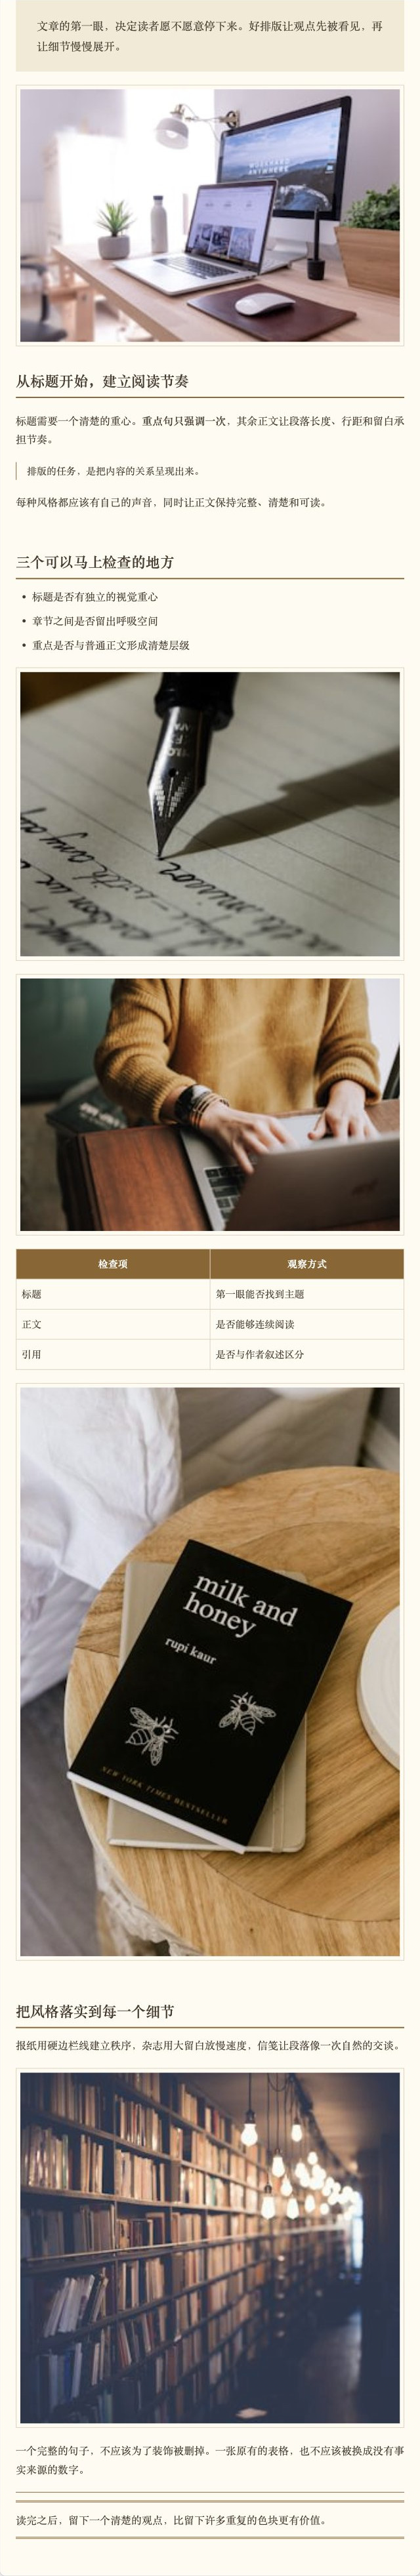 文章的第一眼，决定读者愿不愿意停下来。好排版让观点先被看见，再
让细节慢慢展开。
从标题开始，建立阅读节奏
标题需要一个清楚的重心。重点句只强调一次，其余正文让段落长度、行距和留白承
担节奏。
排版的任务，是把内容的关系呈现出来。
每种风格都应该有自己的声音，同时让正文保持完整、清楚和可读。
三个可以马上检查的地方
• 标题是否有独立的视觉重心
• 章节之间是否留出呼吸空间
• 重点是否与普通正文形成清楚层级
检查项 观察方式
标题 第一眼能否找到主题
正文 是否能够连续阅读
引用 是否与作者叙述区分
milk and
honey
rupi kaur
NEW YORK TIMES BESTSELLER
把风格落实到每一个细节
报纸用硬边栏线建立秩序，杂志用大留白放慢速度，信笺让段落像一次自然的交谈。
一个完整的句子，不应该为了装饰被删掉。一张原有的表格，也不应该被换成没有事
实来源的数字。
读完之后，留下一个清楚的观点，比留下许多重复的色块更有价值。